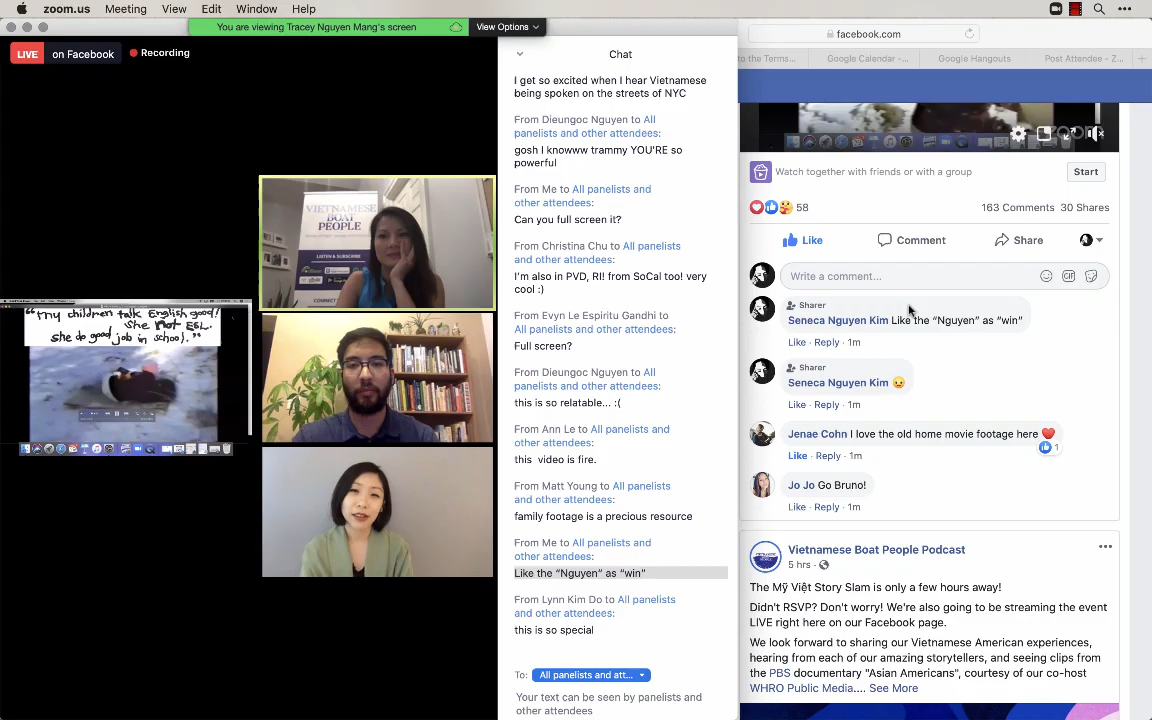 zoom.us Meeting View Edit Window Help
You are viewing Tracey Nguyen Mang's screen
View Options
LIVE on Facebook
Recording
VIETNAMESE
BOAT
PEOPLE
LISTEN & SUBSCRIBE
"my children talk English good!
She not ESL.
she do good job in school."
Chat
I get so excited when I hear Vietnamese
being spoken on the streets of NYC
From Dieungoc Nguyen to All
panelists and other attendees:
gosh I knowww trammy YOU'RE so
powerful
From Me to All panelists and
other attendees:
Can you full screen it?
From Christina Chu to All panelists
and other attendees:
I'm also in PVD, RI! from SoCal too! very
cool :)
From Evyn Le Espiritu Gandhi to
All panelists and other attendees:
Full screen?
From Dieungoc Nguyen to All
panelists and other attendees:
this is so relatable... :(
From Ann Le to All panelists and
other attendees:
this video is fire.
From Matt Young to All panelists
and other attendees:
family footage is a precious resource
From Me to All panelists and
other attendees:
Like the “Nguyen” as “win”
From Lynn Kim Do to All panelists
and other attendees:
this is so special
To: All panelists and att...
Your text can be seen by panelists and
other attendees
facebook.com
to the Terms...
Google Calendar -...
Google Hangouts
Post Attendee - Z...
zoom
Watch together with friends or with a group
Start
58
163 Comments 30 Shares
Like
Comment
Share
Write a comment...
GIF
Sharer
Seneca Nguyen Kim Like the “Nguyen” as “win”
Like · Reply · 1m
Sharer
Seneca Nguyen Kim
Like · Reply · 1m
Jenae Cohn I love the old home movie footage here
1
Like · Reply · 1m
Jo Jo Go Bruno!
Like · Reply · 1m
Vietnamese Boat People Podcast
5 hrs ·
The Mỹ Việt Story Slam is only a few hours away!
Didn't RSVP? Don't worry! We're also going to be streaming the event
LIVE right here on our Facebook page.
We look forward to sharing our Vietnamese American experiences,
hearing from each of our amazing storytellers, and seeing clips from
the PBS documentary "Asian Americans", courtesy of our co-host
WHRO Public Media.... See More